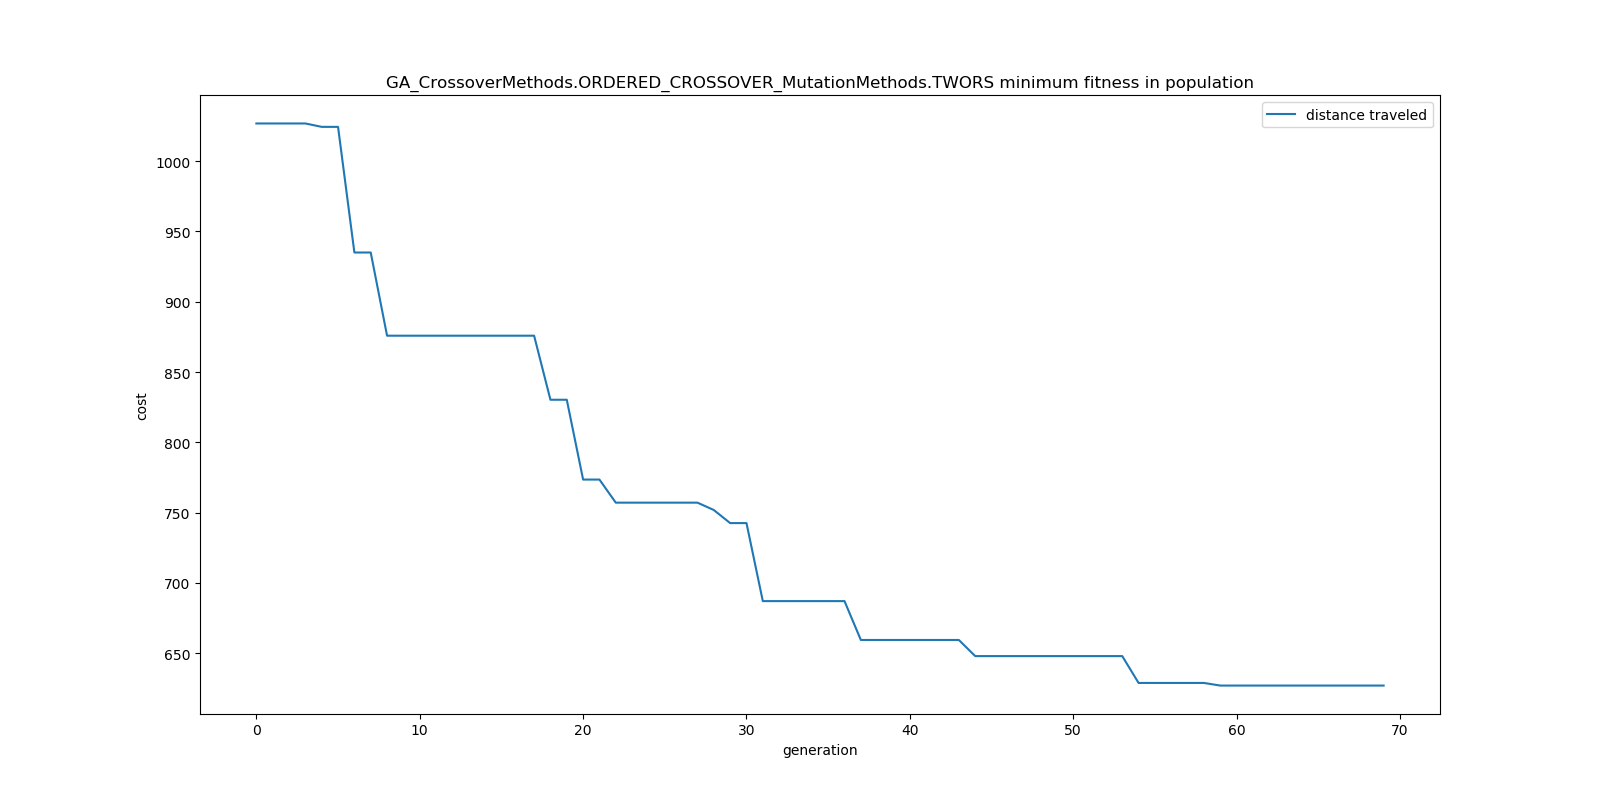 GA_CrossoverMethods.ORDERED_CROSSOVER_MutationMethods.TWORS minimum fitness in population
distance traveled
1000
950
900
850
800
750
700
650
cost
0 10 20 30 40 50 60 70
generation